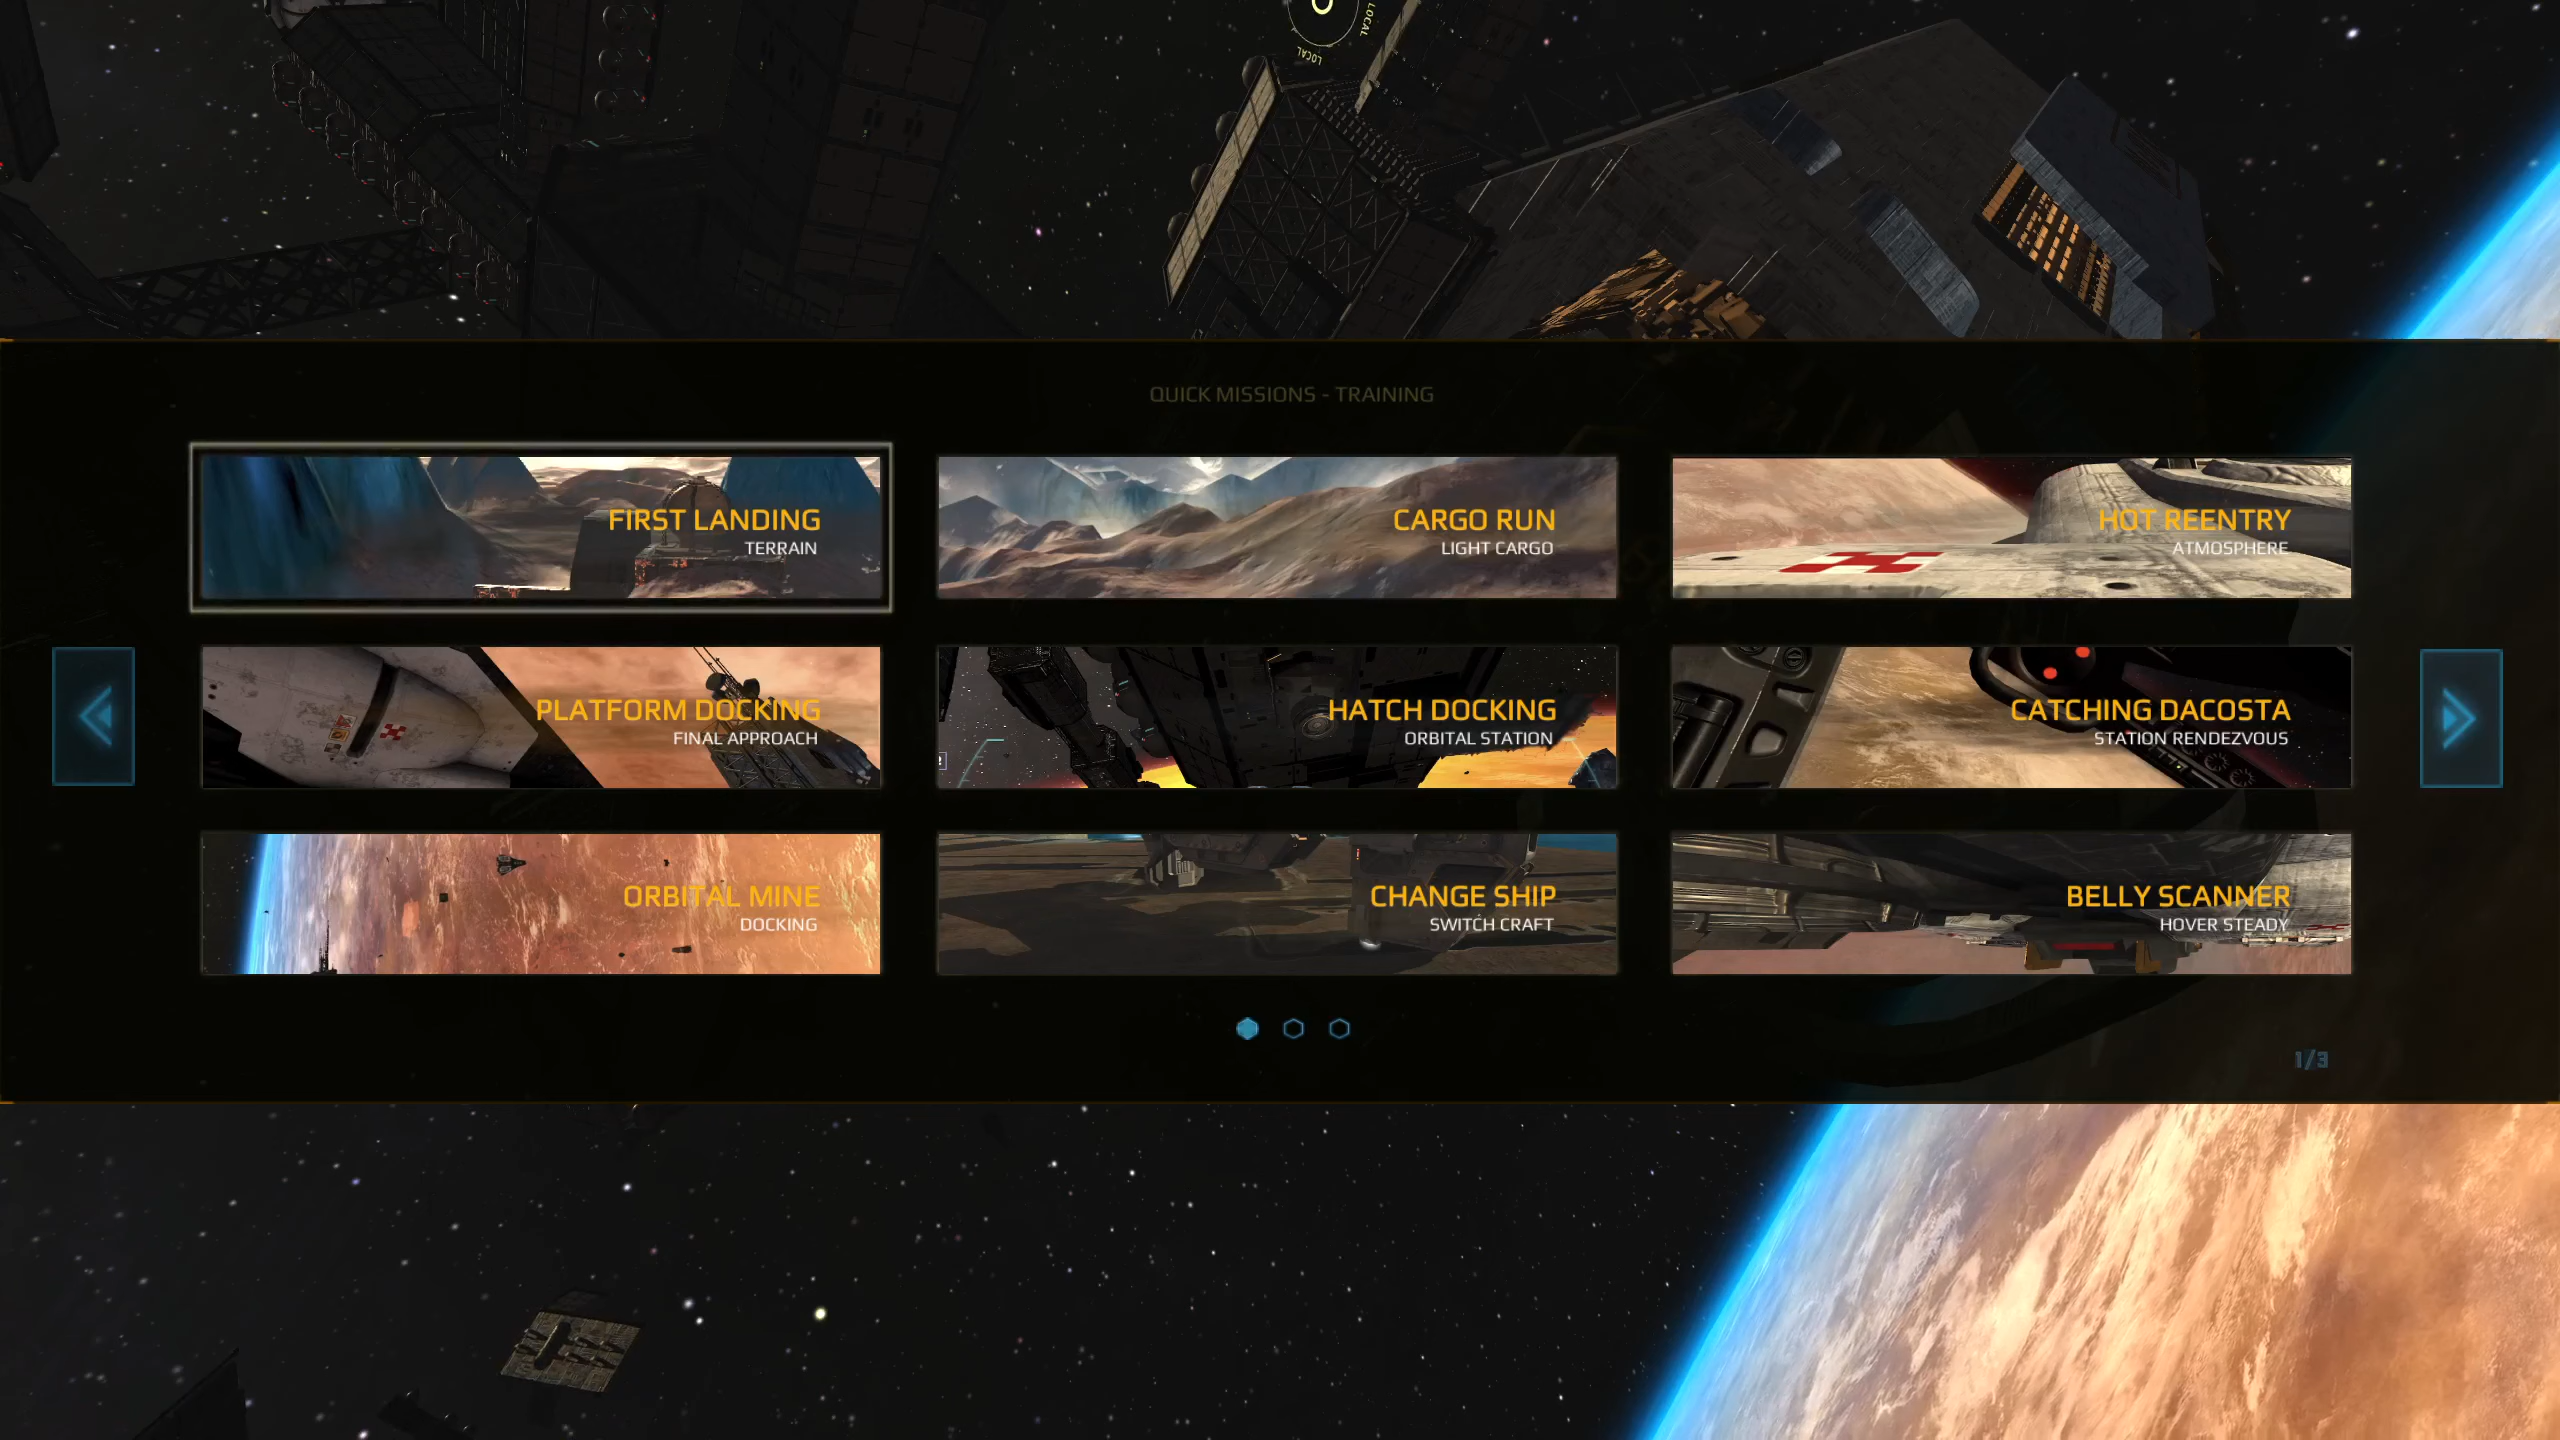 LOCAL
LOCAL
QUICK MISSIONS - TRAINING
FIRST LANDING
TERRAIN
CARGO RUN
LIGHT CARGO
HOT REENTRY
ATMOSPHERE
PLATFORM DOCKING
FINAL APPROACH
HATCH DOCKING
ORBITAL STATION
CATCHING DACOSTA
STATION RENDEZVOUS
ORBITAL MINE
DOCKING
CHANGE SHIP
SWITCH CRAFT
BELLY SCANNER
HOVER STEADY
1/3